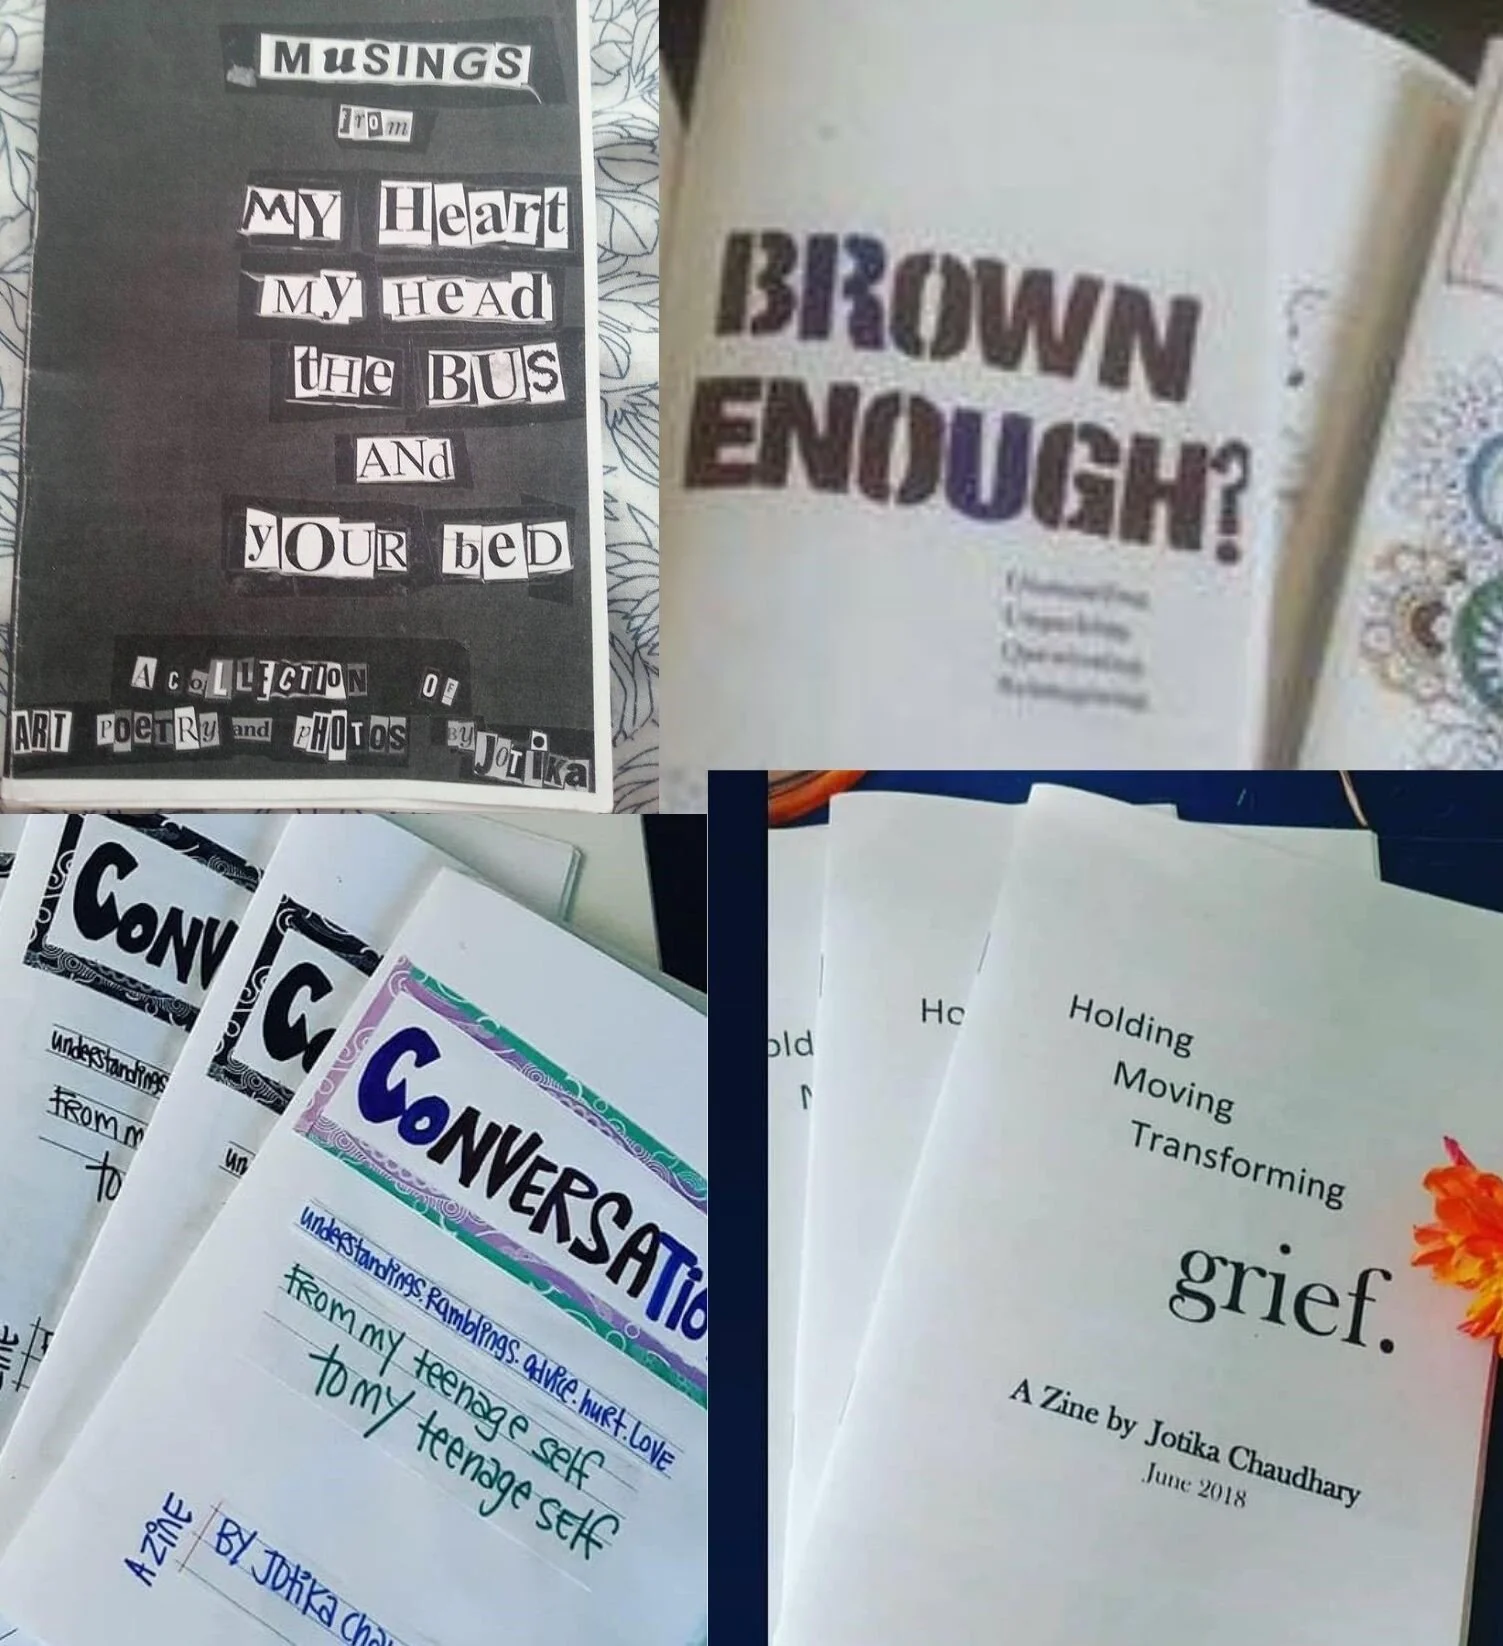 MUSINGS
from
MY Heart
My HeAd
tHe BUS
ANd
yOUR beD
A coLLECTION OF
ART POETRy and pHOTOS BY JOTiKa
BROWN
ENOUGH?
CONV
understandings
From m
to
Co
un
CONVERSATIO
understandings. Ramblings. advice. hurt. LOVE
From my teenage self
to my teenage self
A ZiNE
BY JOtiKa Cha
old
Ho
Holding
Moving
Transforming
grief.
A Zine by Jotika Chaudhary
June 2018